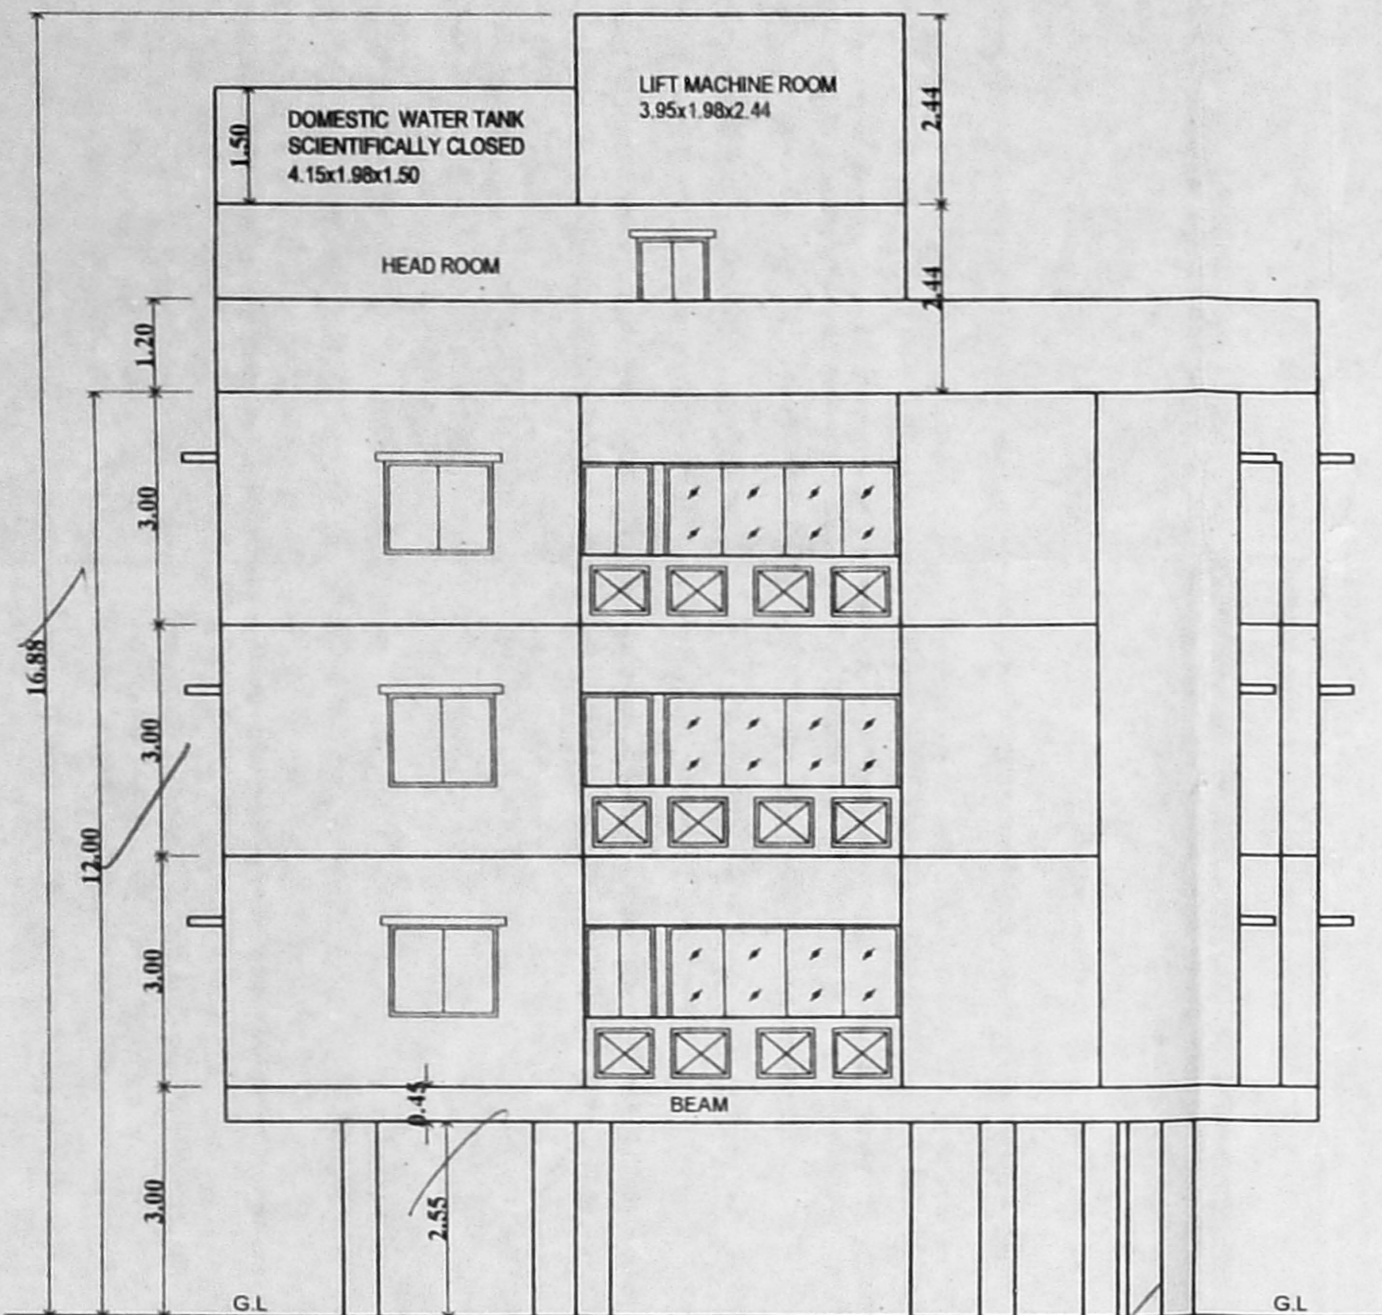 LIFT MACHINE ROOM
3.95x1.98x2.44
2.44
1.50
DOMESTIC WATER TANK
SCIENTIFICALLY CLOSED
4.15x1.98x1.50
HEAD ROOM
2.44
1.20
3.00
16.88
3.00
12.00
3.00
0.45
BEAM
3.00
2.55
G.L
G.L